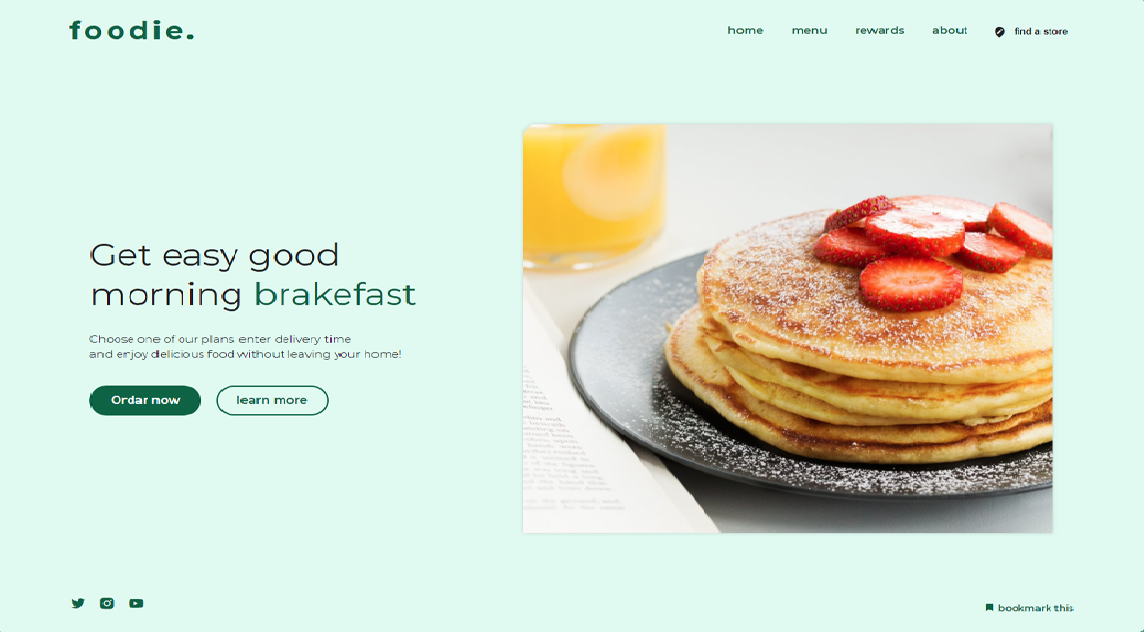 foodie.
home menu rewards about find a store
Get easy good
morning brakefast
Choose one of our plans, enter delivery time
and enjoy delicious food without leaving your home!
Ordar now learn more
bookmark this